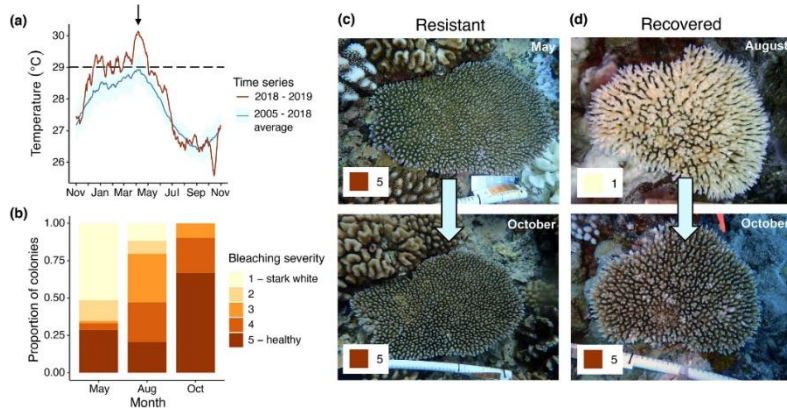 (a)
30
29
28
27
26
Temperature (°C)
Nov Jan Mar May Jul Sep Nov
Time series
2018 - 2019
2005 - 2018
average
(b)
1.00
0.75
0.50
0.25
0.00
Proportion of colonies
May Aug Oct
Month
Bleaching severity
1 – stark white
2
3
4
5 – healthy
(c)
Resistant
May
5
October
5
(d)
Recovered
August
1
October
5